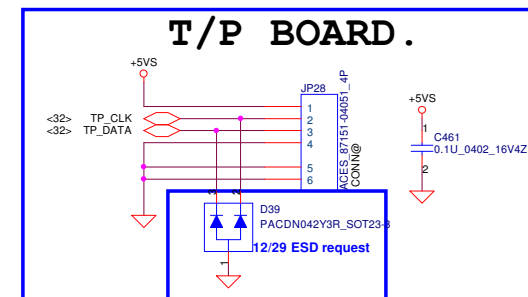 T/P BOARD.
+5VS
JP28
<32> TP_CLK
<32> TP_DATA
1
2
3
4
5
6
ACES_87151-04051_4P
CONN@
+5VS
1
C461
0.1U_0402_16V4Z
2
3
2
D39
PACDN042Y3R_SOT23-3
12/29 ESD request
1